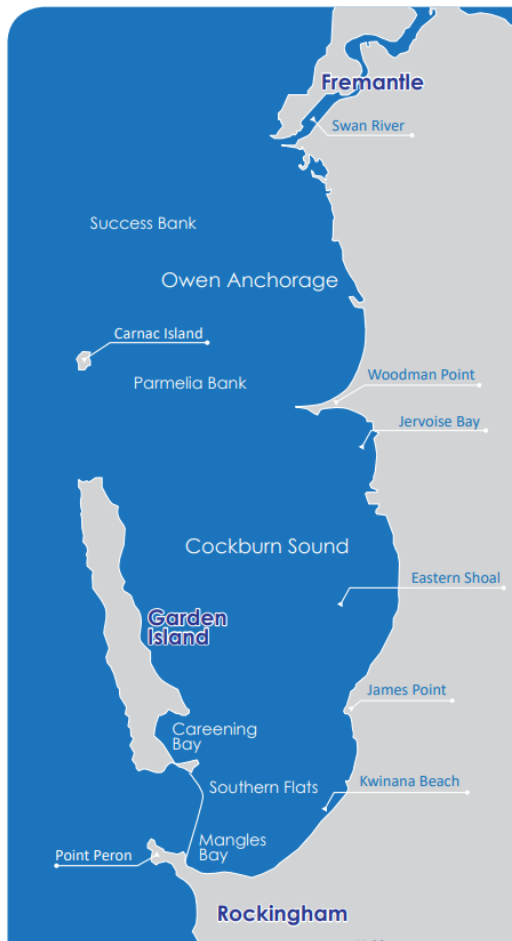 Fremantle
Swan River
Success Bank
Owen Anchorage
Carnac Island
Parmelia Bank
Woodman Point
Jervoise Bay
Cockburn Sound
Eastern Shoal
Garden
Island
James Point
Careening
Bay
Southern Flats
Kwinana Beach
Mangles
Bay
Point Peron
Rockingham